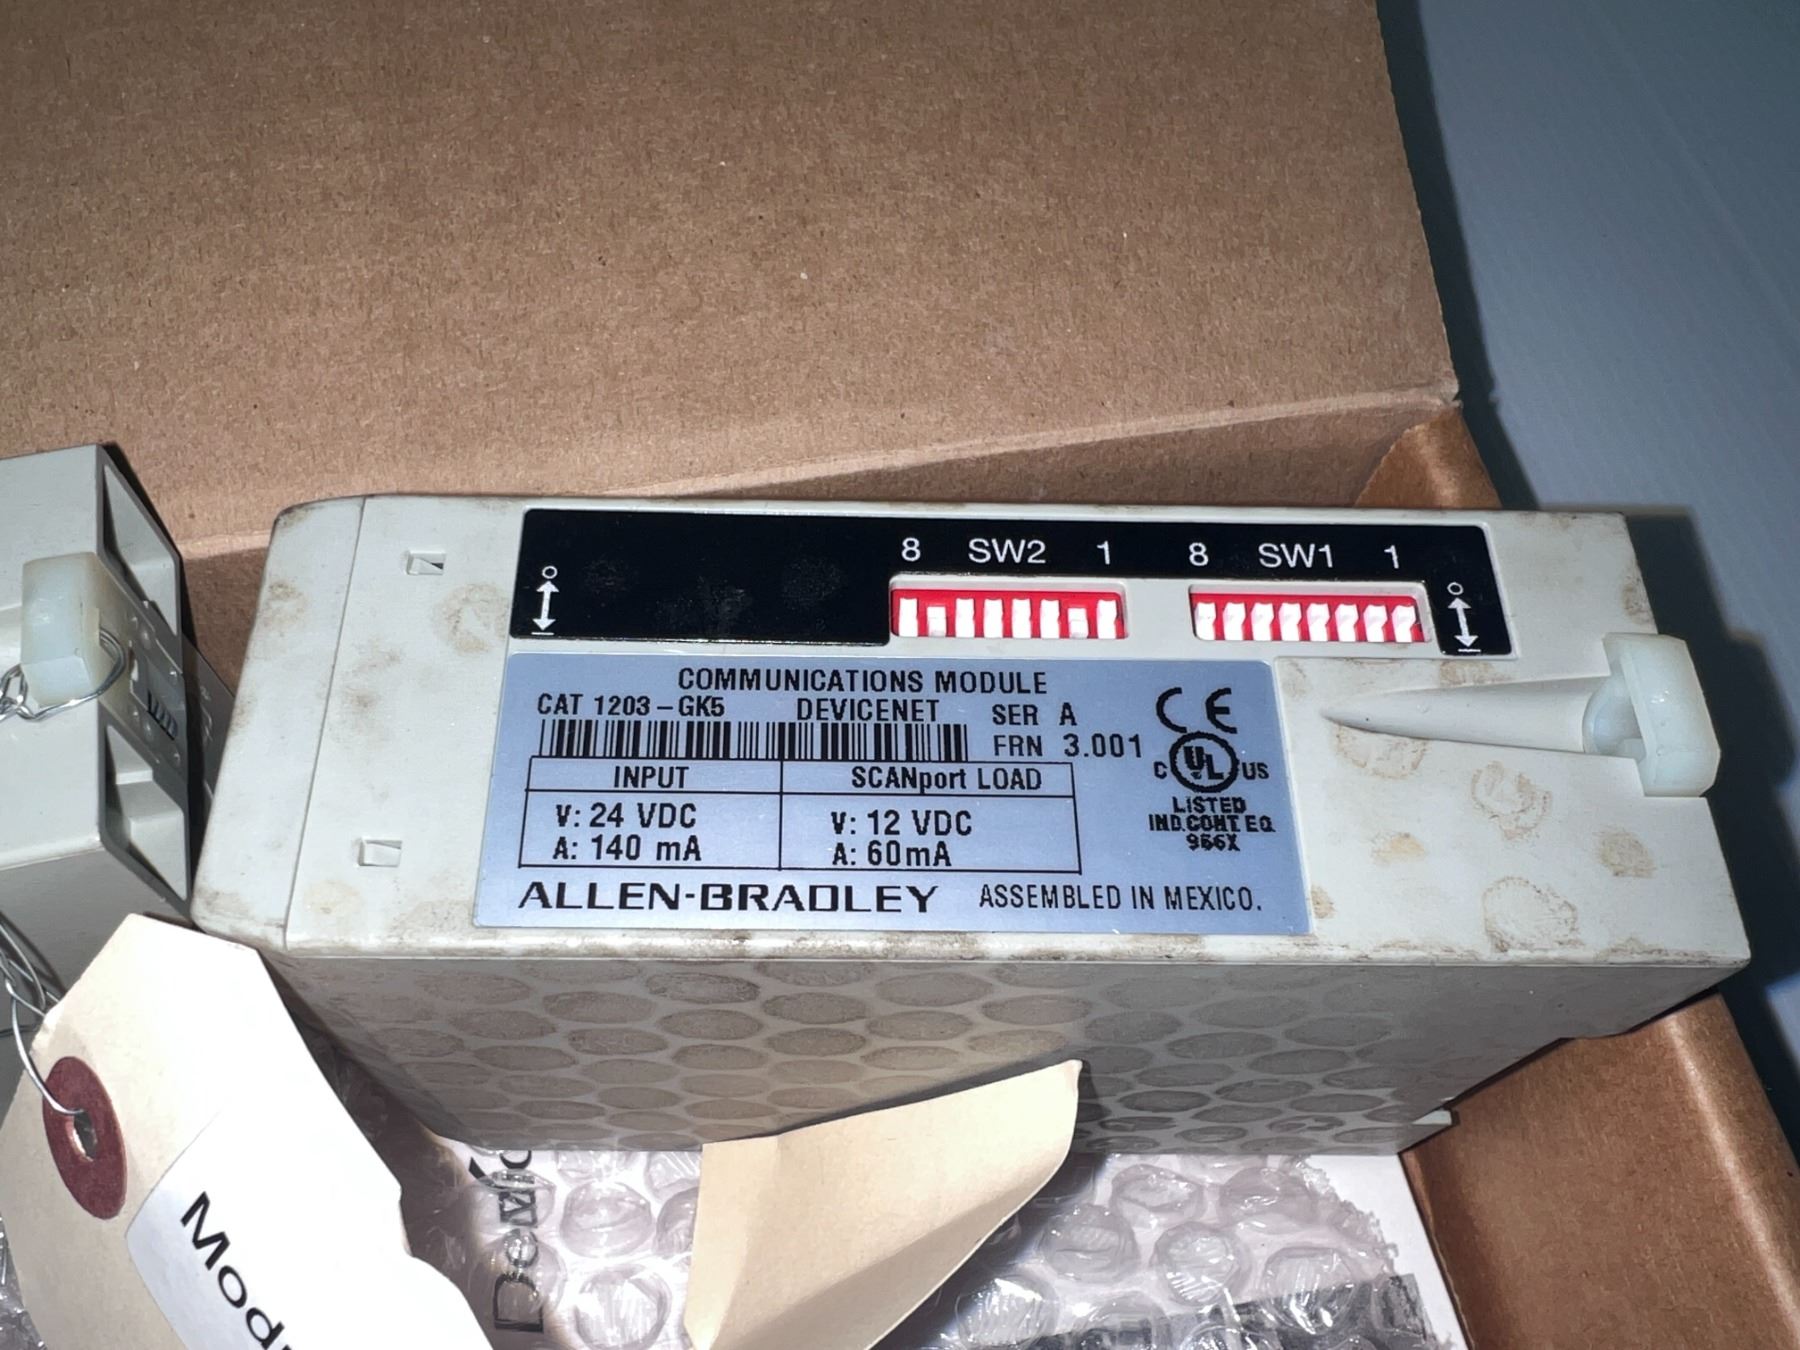 8 SW2 1 8 SW1 1
COMMUNICATIONS MODULE
CAT 1203-GK5 DEVICENET SER A
FRN 3.001
CE
C UL US
LISTED
IND.CONT EQ
966X
INPUT SCANport LOAD
V: 24 VDC V: 12 VDC
A: 140 mA A: 60mA
ALLEN-BRADLEY ASSEMBLED IN MEXICO.